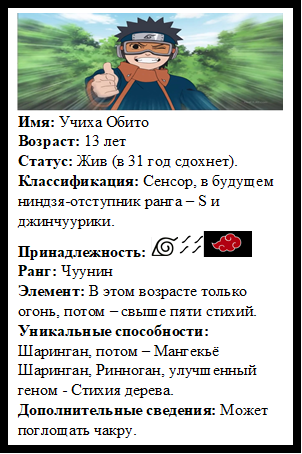 Имя: Учиха Обито
Возраст: 13 лет
Статус: Жив (в 31 год сдохнет).
Классификация: Сенсор, в будущем
ниндзя-отступник ранга – S и
джинчуурики.
Принадлежность:
Ранг: Чуунин
Элемент: В этом возрасте только
огонь, потом – свыше пяти стихий.
Уникальные способности:
Шаринган, потом – Мангекьё
Шаринган, Ринноган, улучшенный
геном - Стихия дерева.
Дополнительные сведения: Может
поглощать чакру.